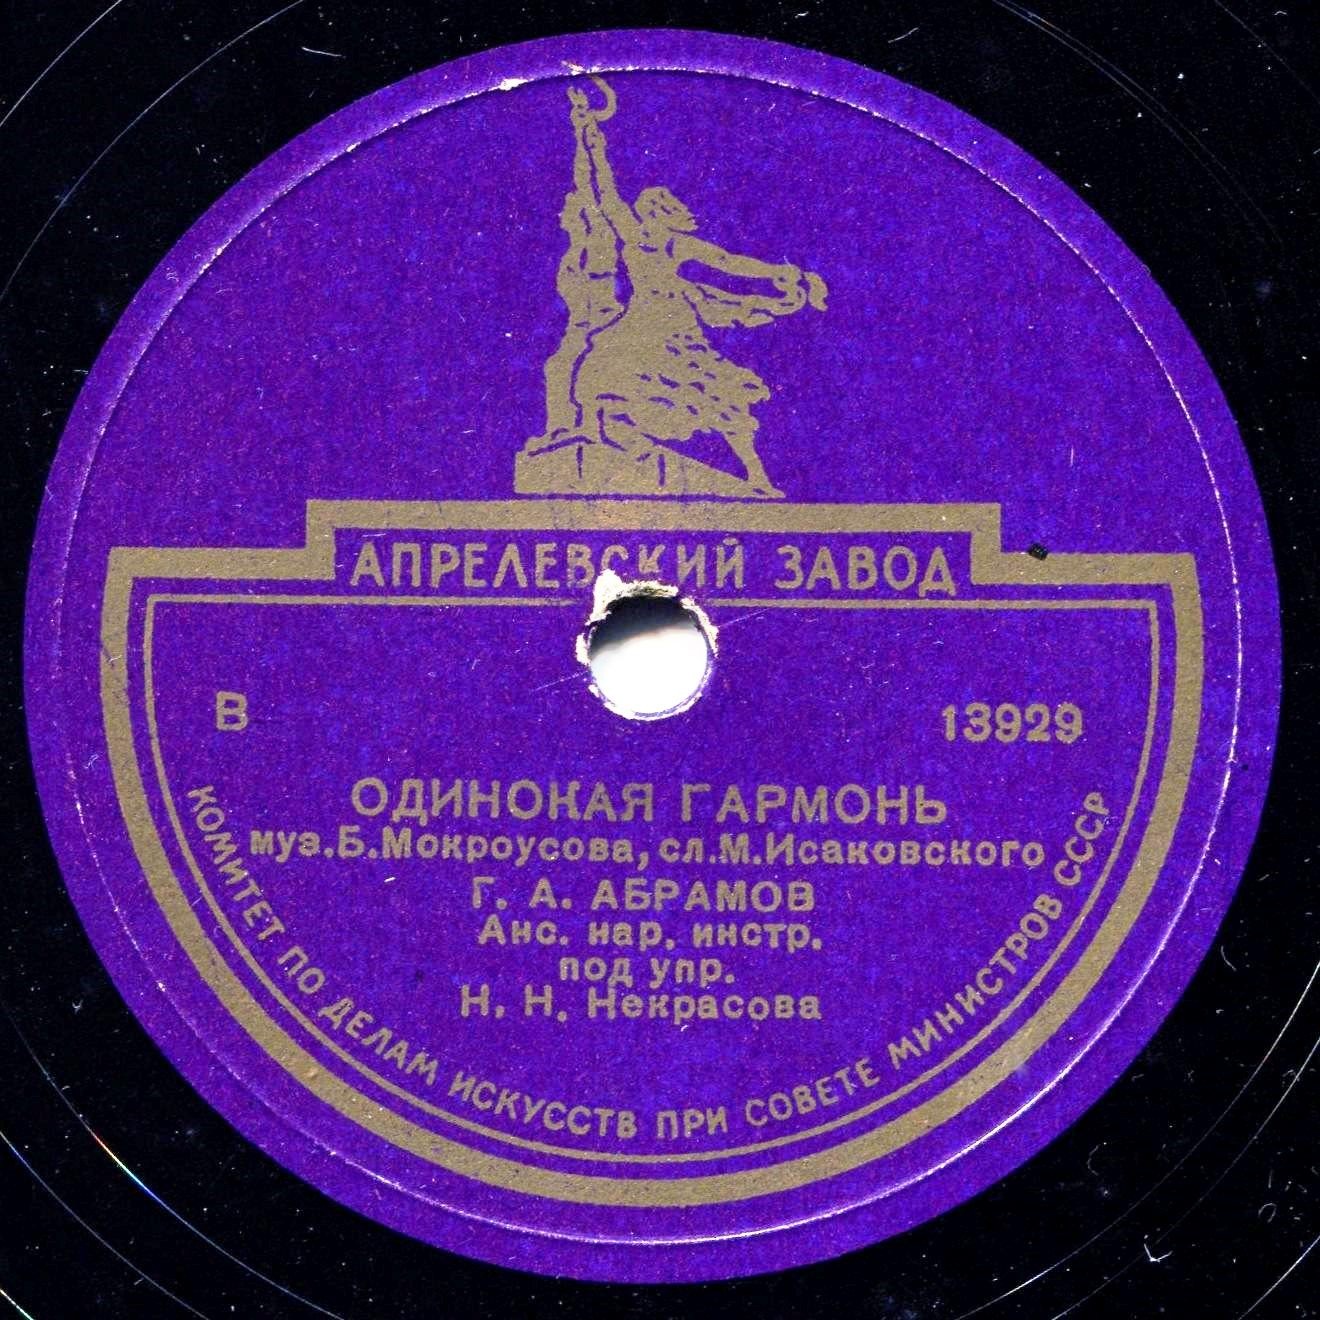 АПРЕЛЕВСКИЙ ЗАВОД
В 13929
ОДИНОКАЯ ГАРМОНЬ
муз.Б.Мокроусова, сл.М.Исаковского
Г. А. АБРАМОВ
Анс. нар. инстр.
под упр.
Н. Н. Некрасова
КОМИТЕТ ПО ДЕЛАМ ИСКУССТВ ПРИ СОВЕТЕ МИНИСТРОВ СССР